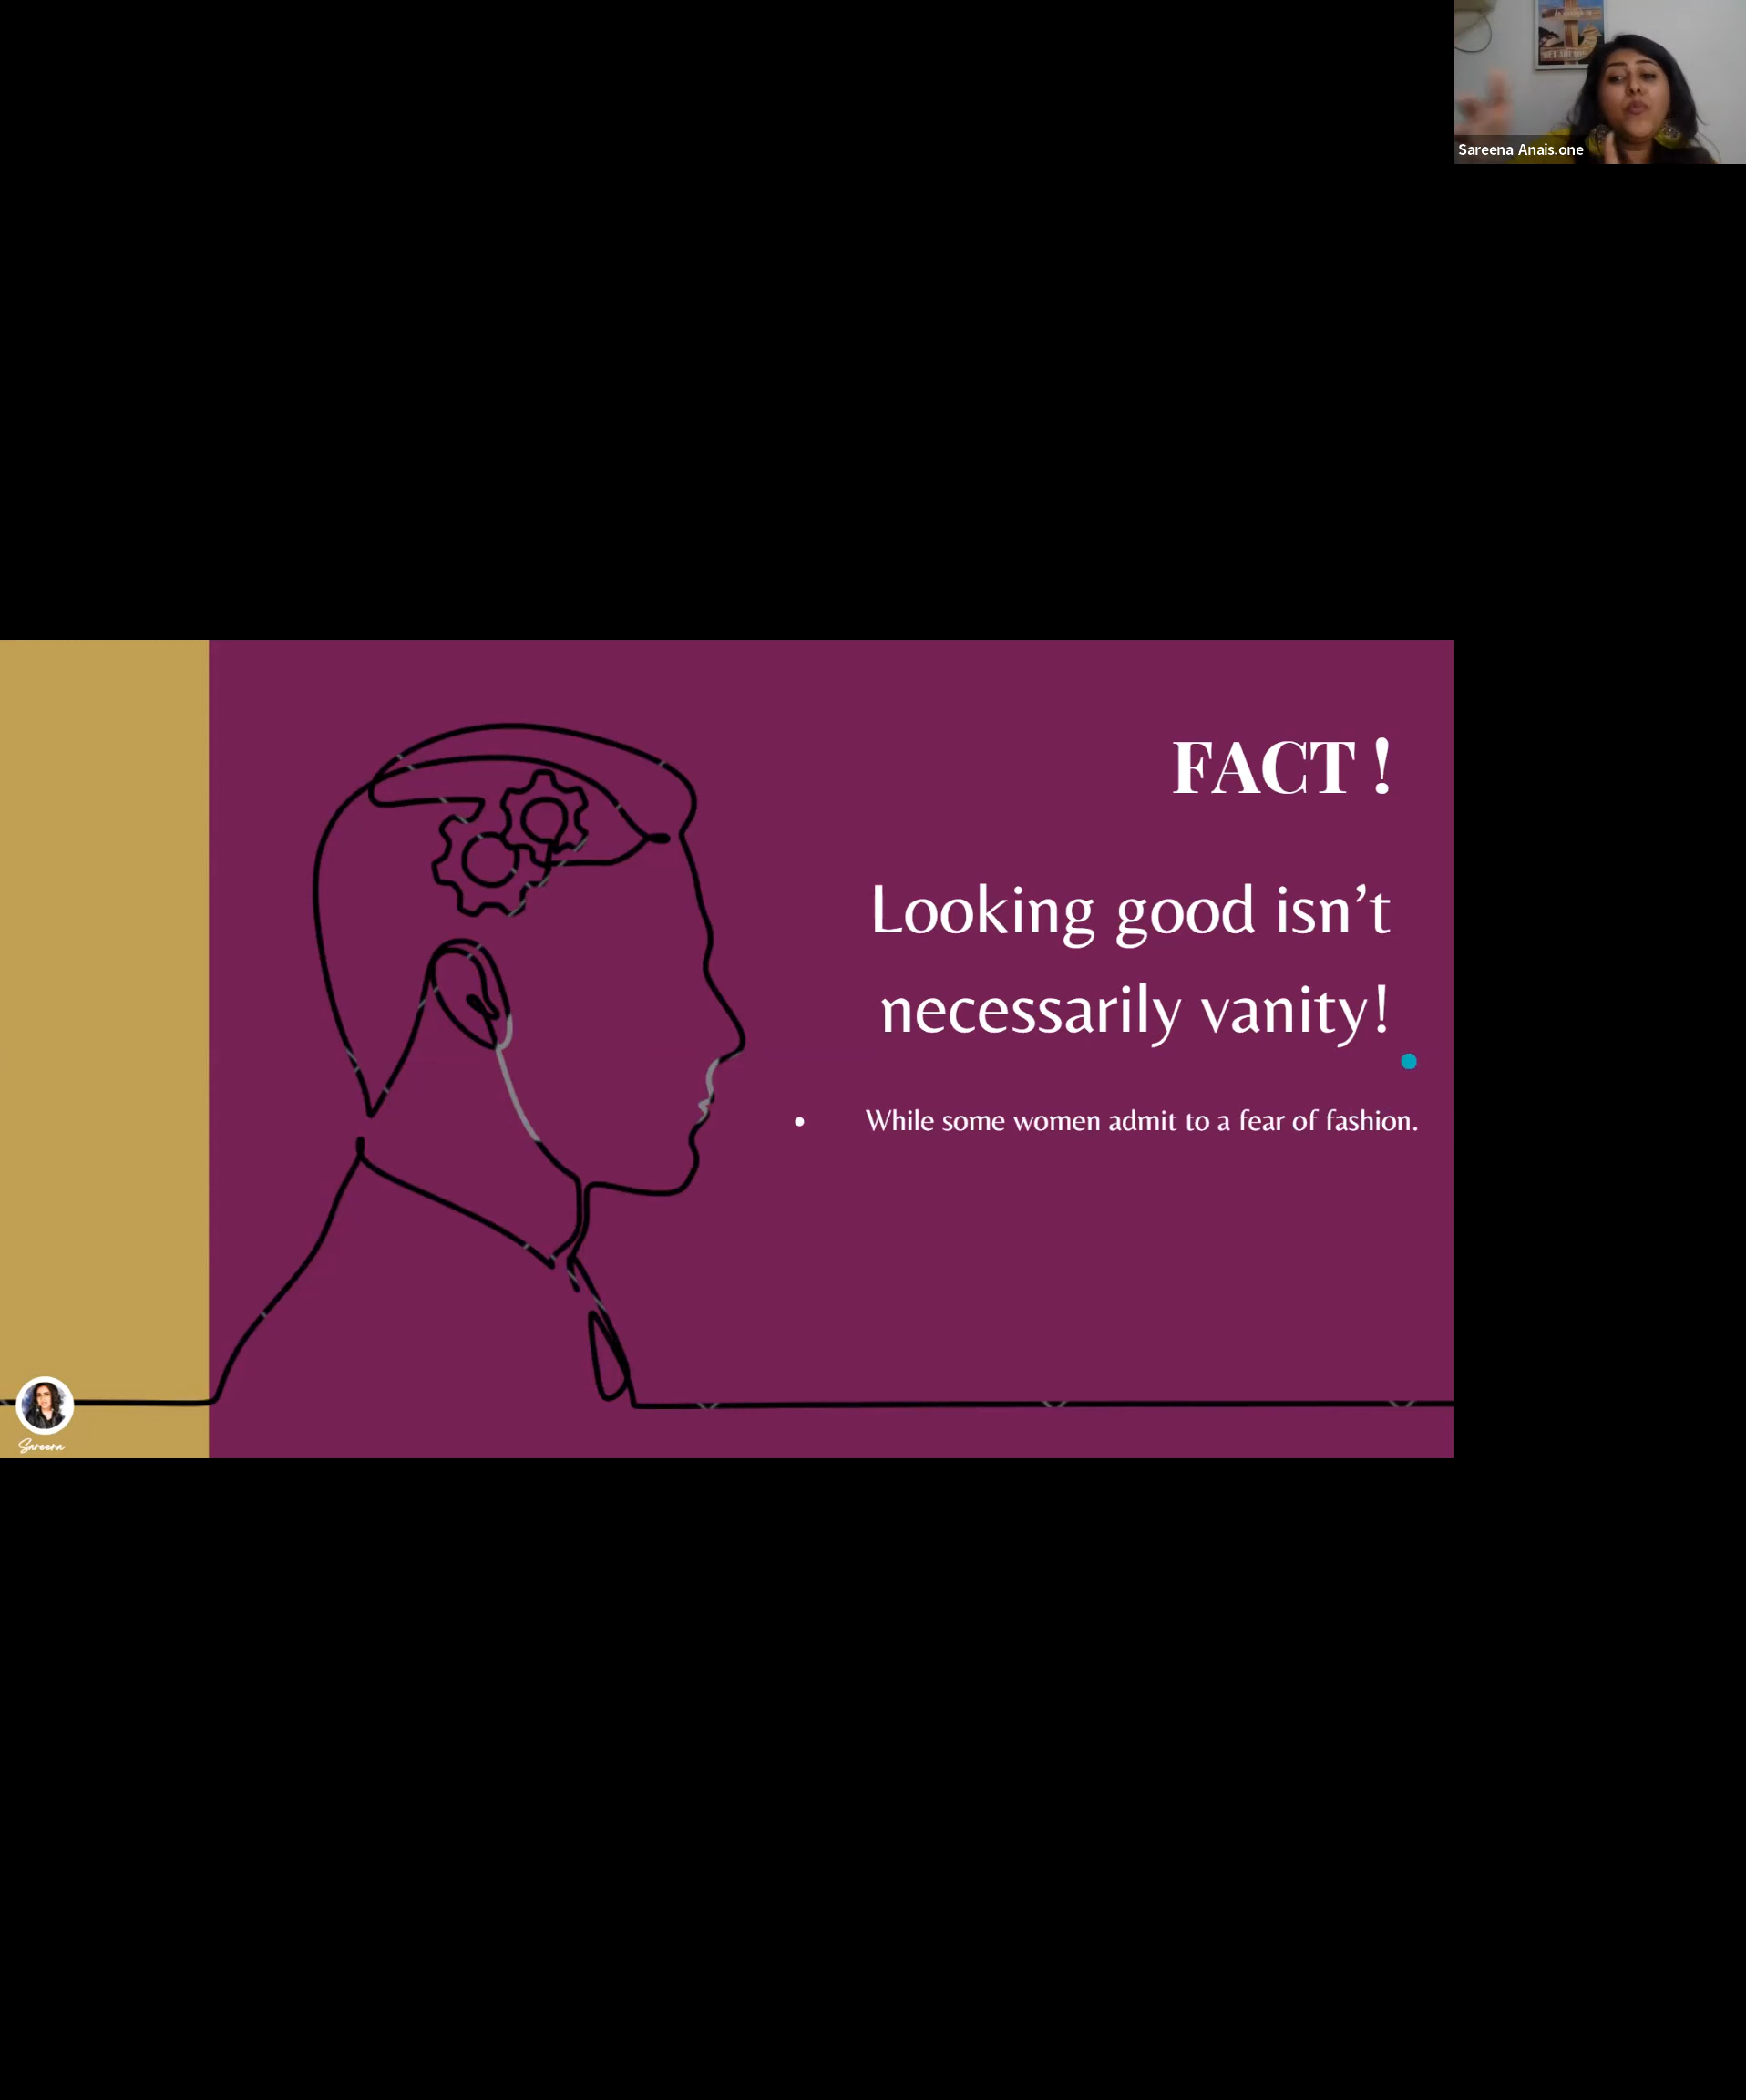 Sareena Anais.one
FACT !
Looking good isn’t
necessarily vanity!
• While some women admit to a fear of fashion.
Sareena